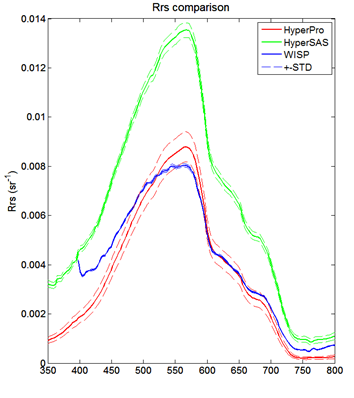 Rrs comparison
HyperPro
HyperSAS
WISP
+-STD
Rrs (sr-1)
0.014
0.012
0.01
0.008
0.006
0.004
0.002
0
350 400 450 500 550 600 650 700 750 800